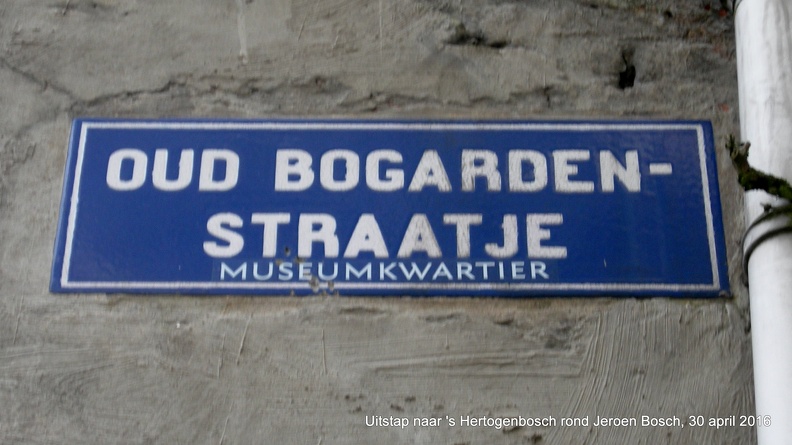 OUD BOGARDEN-
STRAATJE
MUSEUMKWARTIER
Uitstap naar 's Hertogenbosch rond Jeroen Bosch, 30 april 2016